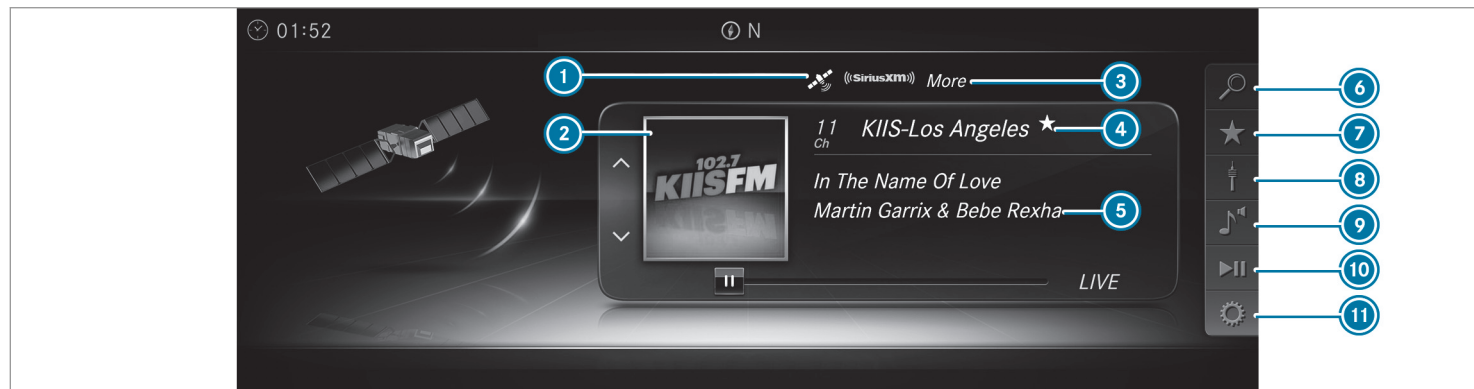 01:52
N
1
SiriusXM
More
3
6
2
11
Ch
KIIS-Los Angeles
4
7
102.7
KIISFM
8
In The Name Of Love
Martin Garrix & Bebe Rexha
5
9
10
LIVE
11